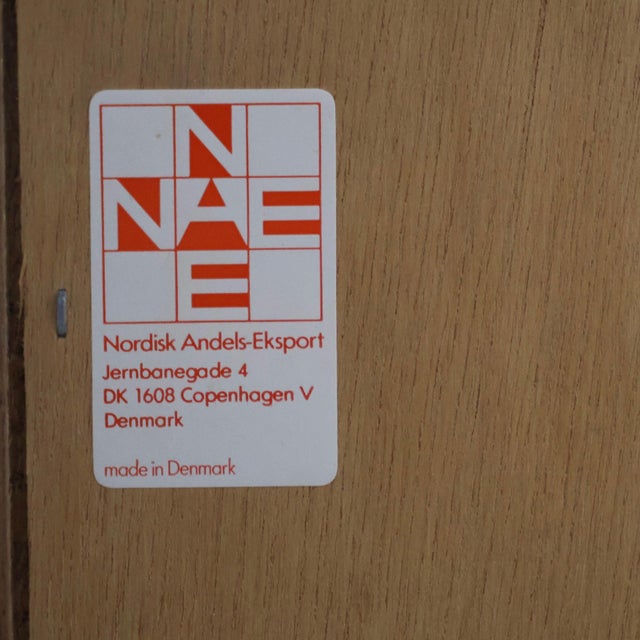 N
NAE
E
Nordisk Andels-Eksport
Jernbanegade 4
DK 1608 Copenhagen V
Denmark
made in Denmark